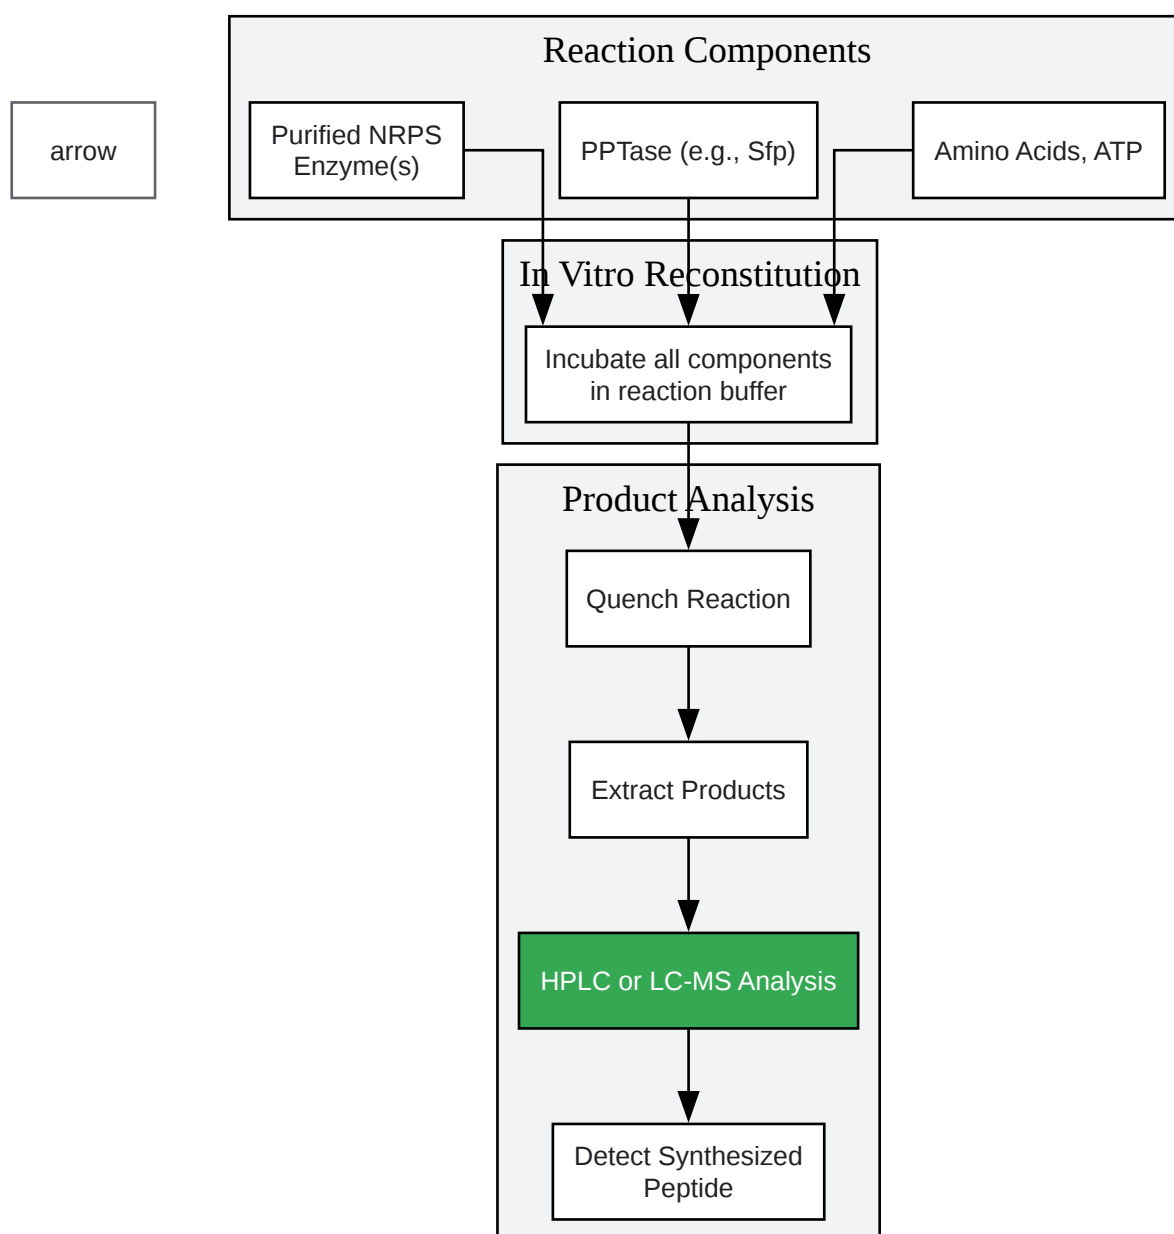 Reaction Components
arrow
Purified NRPS
Enzyme(s)
PPTase (e.g., Sfp)
Amino Acids, ATP
In Vitro Reconstitution
Incubate all components
in reaction buffer
Product Analysis
Quench Reaction
Extract Products
HPLC or LC-MS Analysis
Detect Synthesized
Peptide